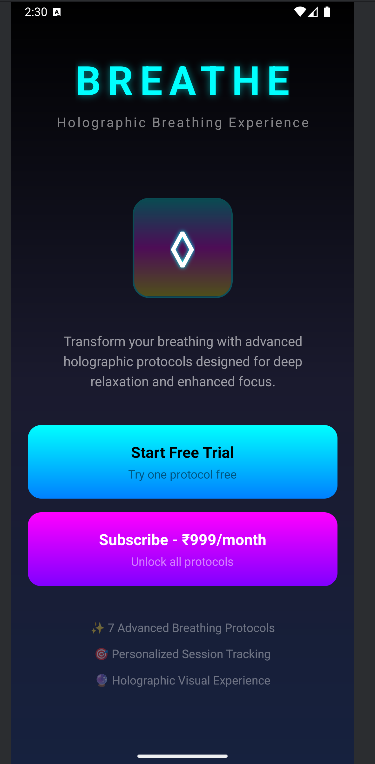 2:30 A
BREATHE
Holographic Breathing Experience
Transform your breathing with advanced
holographic protocols designed for deep
relaxation and enhanced focus.
Start Free Trial
Try one protocol free
Subscribe - ₹999/month
Unlock all protocols
✨ 7 Advanced Breathing Protocols
🎯 Personalized Session Tracking
🔮 Holographic Visual Experience